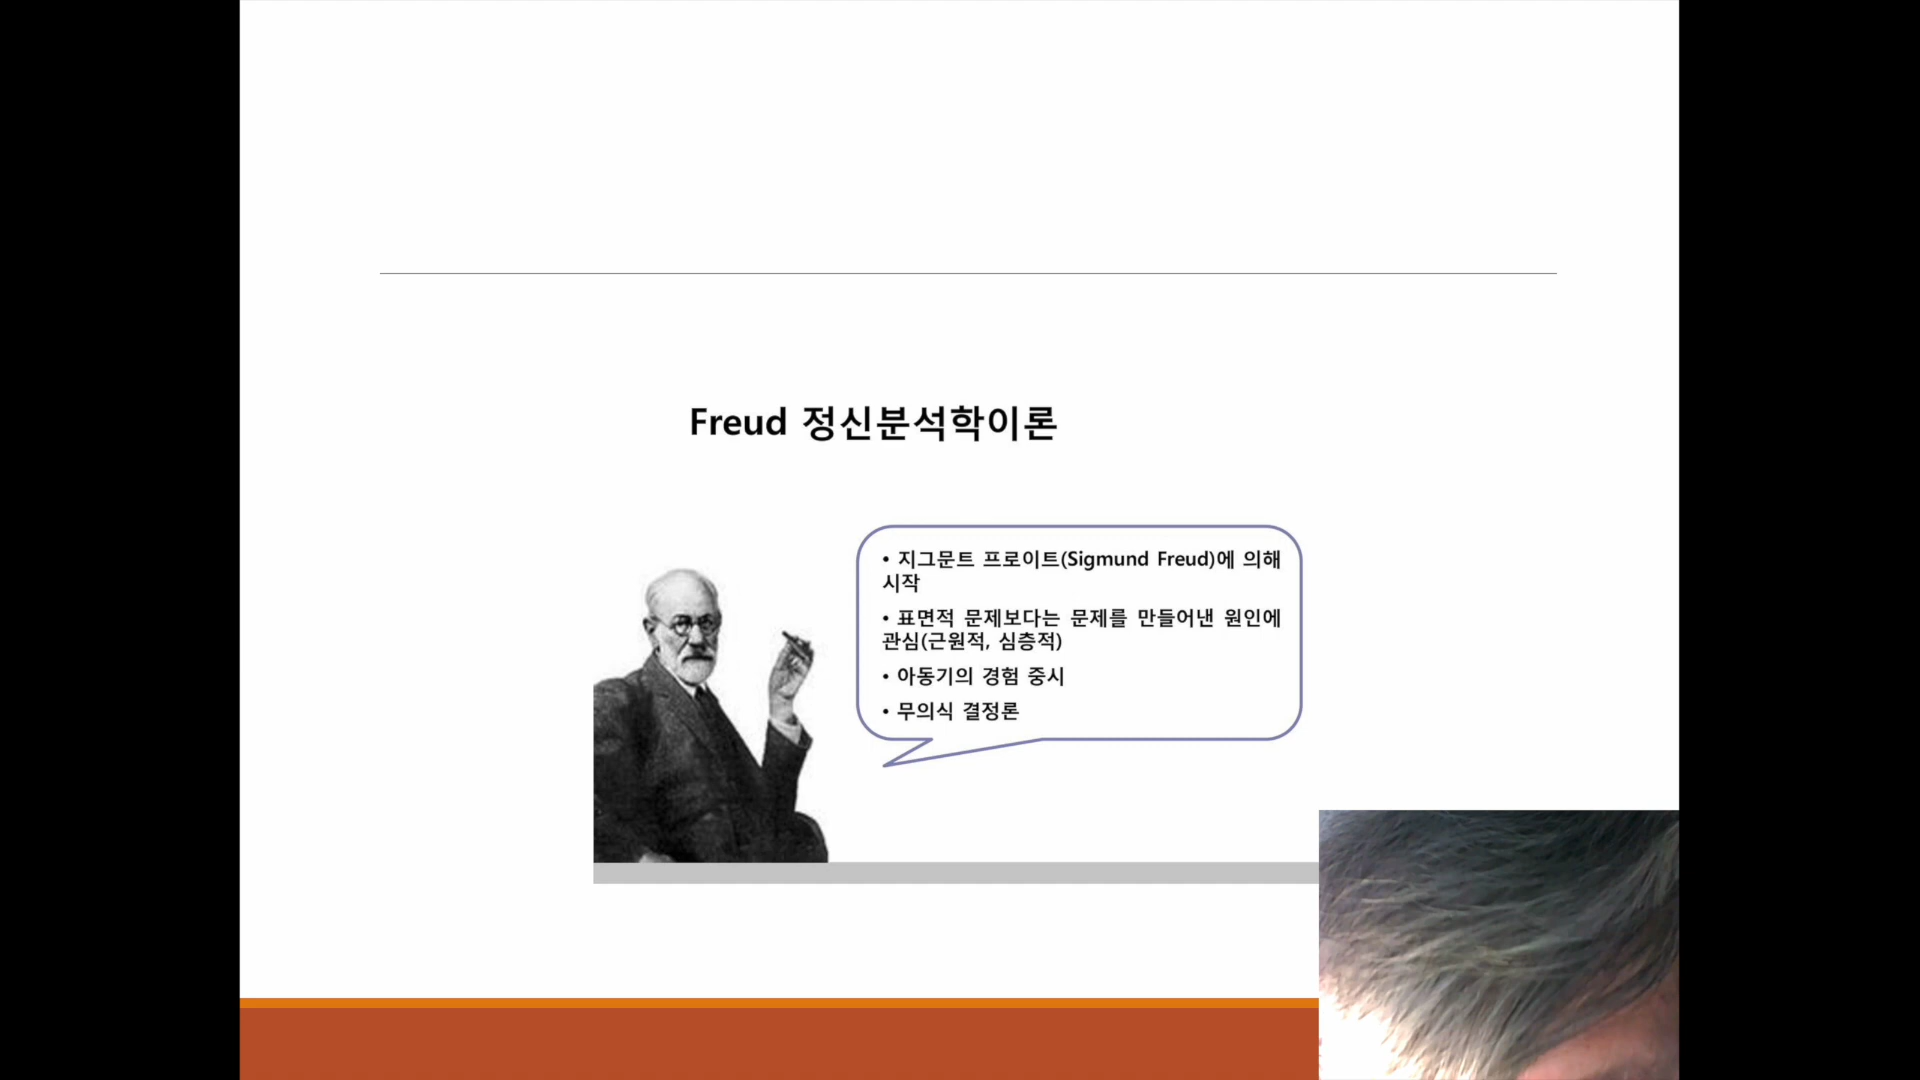 Freud 정신분석학이론
• 지그문트 프로이트(Sigmund Freud)에 의해
시작
• 표면적 문제보다는 문제를 만들어낸 원인에
관심(근원적, 심층적)
• 아동기의 경험 중시
• 무의식 결정론